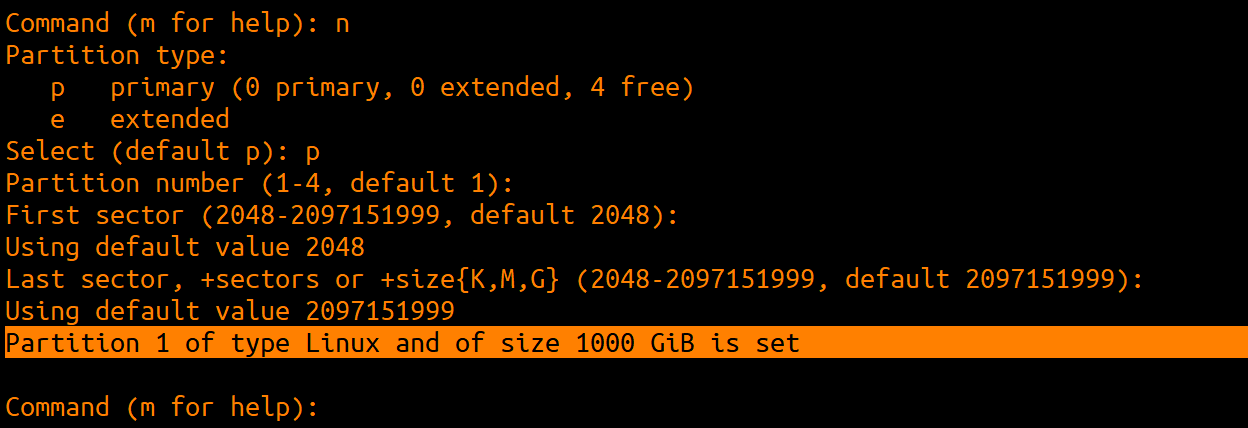 Command (m for help): n
Partition type:
   p   primary (0 primary, 0 extended, 4 free)
   e   extended
Select (default p): p
Partition number (1-4, default 1):
First sector (2048-2097151999, default 2048):
Using default value 2048
Last sector, +sectors or +size{K,M,G} (2048-2097151999, default 2097151999):
Using default value 2097151999
Partition 1 of type Linux and of size 1000 GiB is set
Command (m for help):